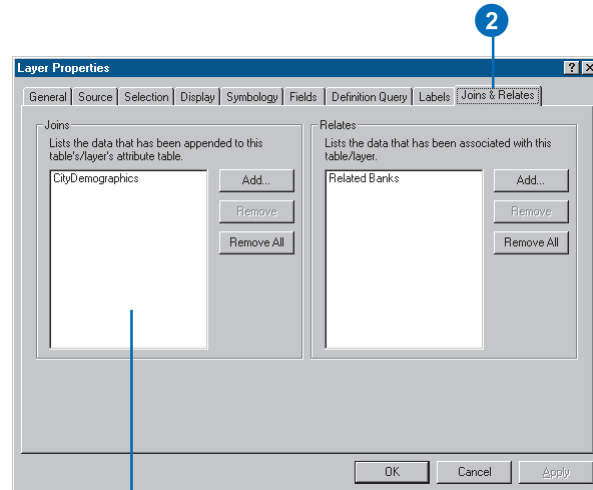 2
Layer Properties
General Source Selection Display Symbology Fields Definition Query Labels Joins & Relates
Joins
Lists the data that has been appended to this
table's/layer's attribute table.
CityDemographics
Add...
Remove
Remove All
Relates
Lists the data that has been associated with this
table/layer.
Related Banks
Add...
Remove
Remove All
OK Cancel Apply